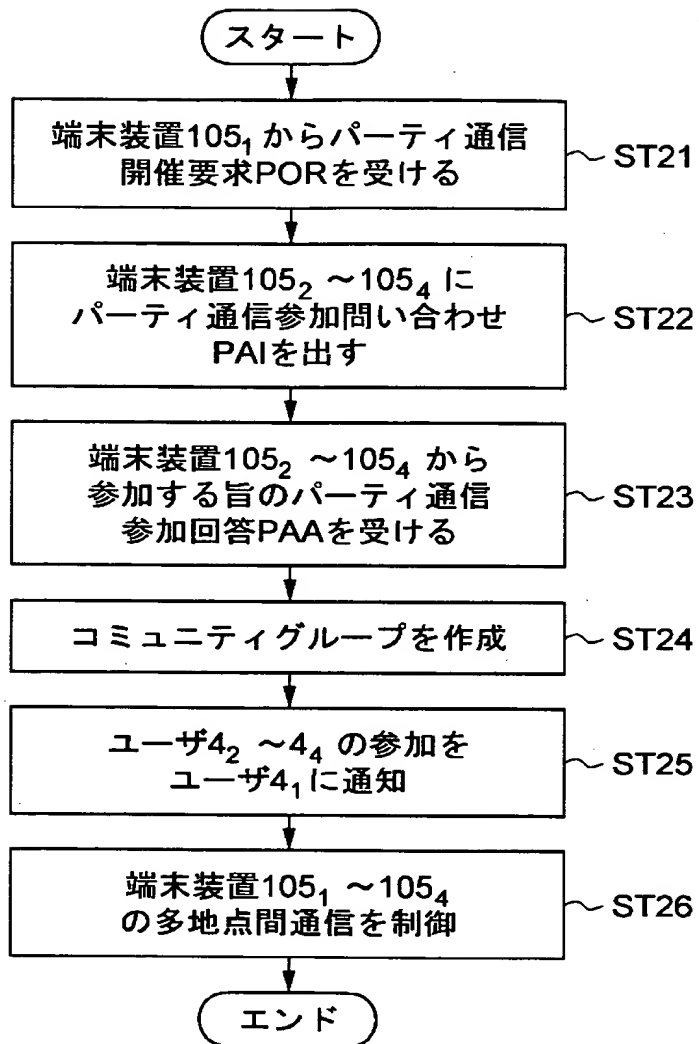 スタート
端末装置105₁からパーティ通信
開催要求PORを受ける
ST21
端末装置105₂～105₄に
パーティ通信参加問い合わせ
PAIを出す
ST22
端末装置105₂～105₄から
参加する旨のパーティ通信
参加回答PAAを受ける
ST23
コミュニティグループを作成
ST24
ユーザ4₂～4₄の参加を
ユーザ4₁に通知
ST25
端末装置105₁～105₄
の多地点間通信を制御
ST26
エンド